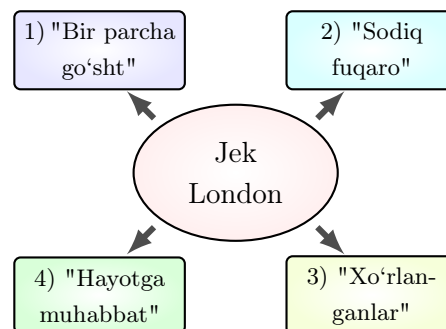 1) "Bir parcha
go‘sht"
2) "Sodiq
fuqaro"
Jek
London
4) "Hayotga
muhabbat"
3) "Xo‘rlan-
ganlar"